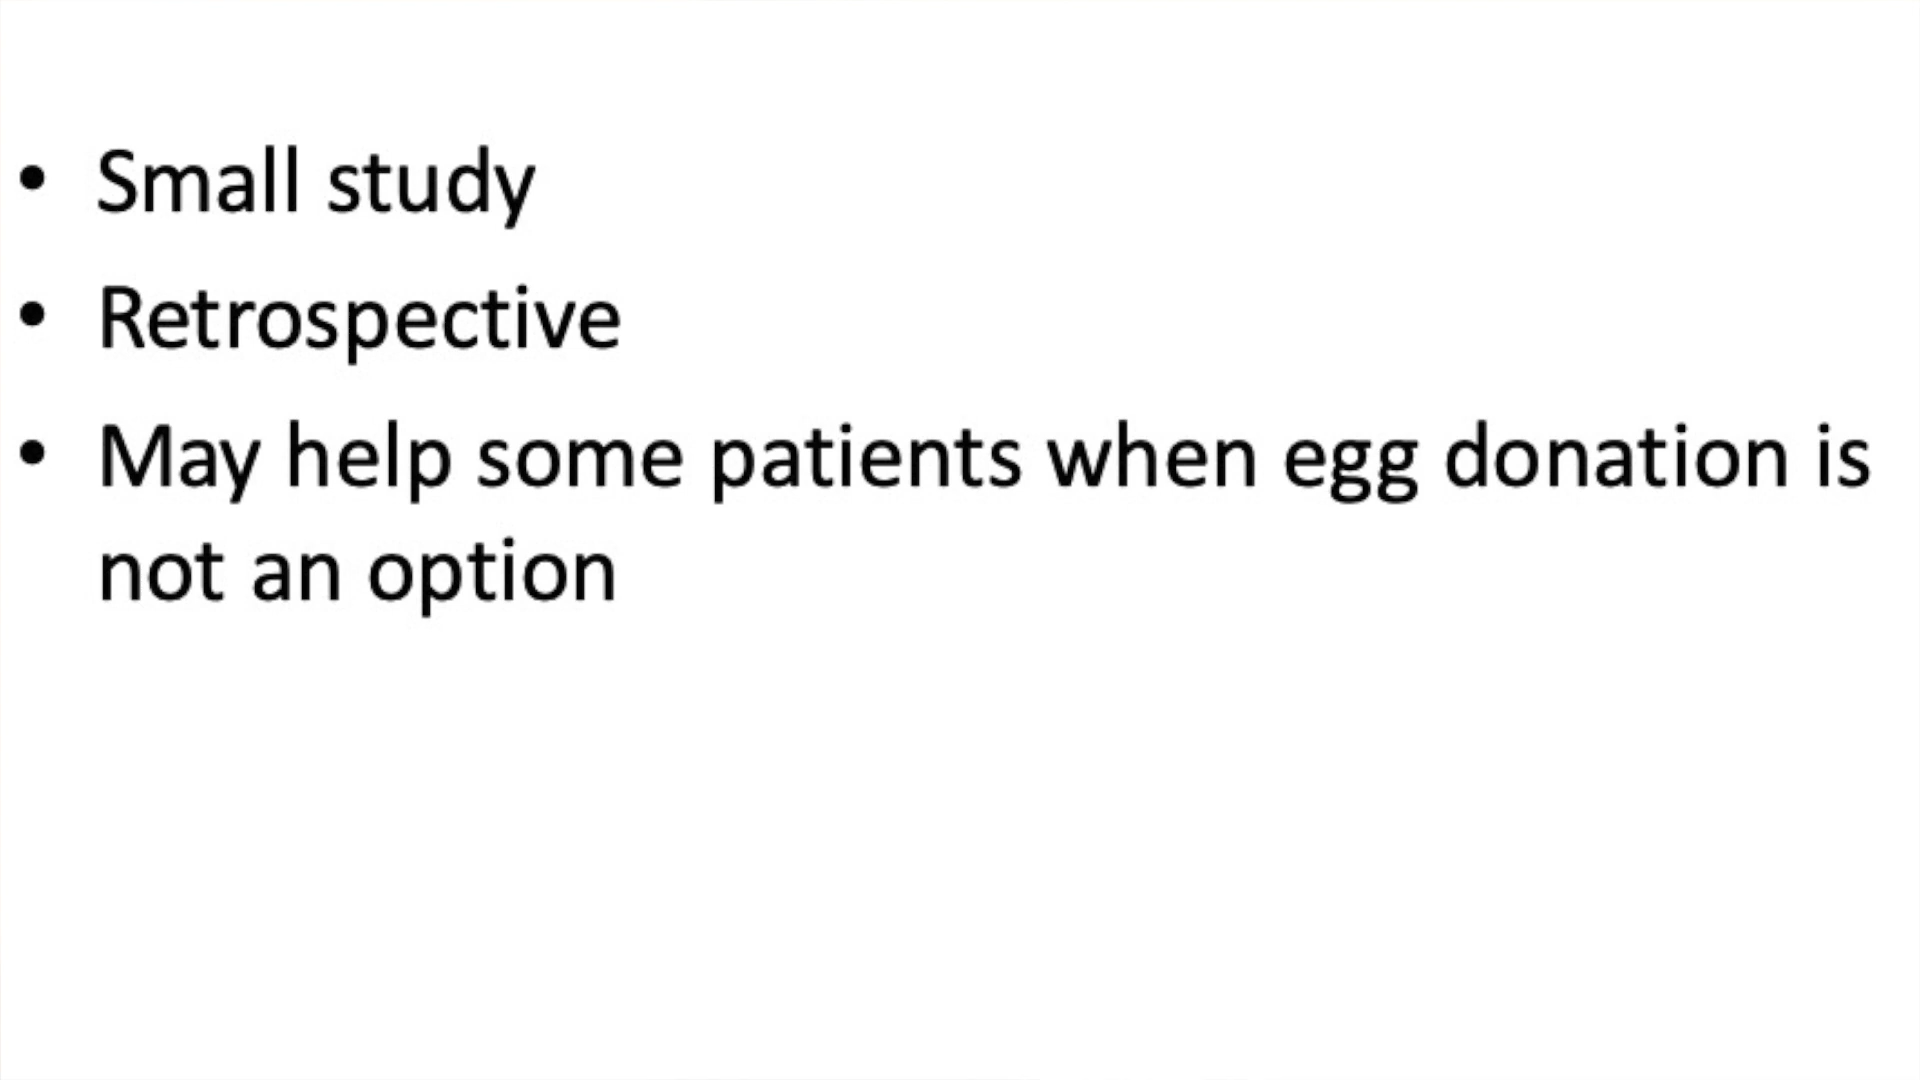 • Small study
• Retrospective
• May help some patients when egg donation is
not an option